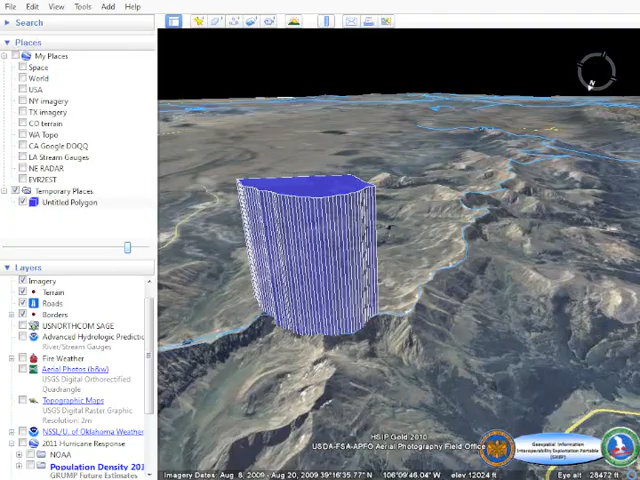 File Edit View Tools Add Help
Search
Places
My Places
Space
World
USA
NY imagery
TX imagery
CO terrain
WA Topo
CA Google DOQQ
LA Stream Gauges
NE RADAR
EVR2EST
Temporary Places
Untitled Polygon
Layers
Imagery
Terrain
Roads
Borders
USNORTHCOM SAGE
Advanced Hydrologic Predictio
River/Stream Gauges
Fire Weather
Aerial Photos (b&w)
USGS Digital Orthorectified
Quadrangle
Topographic Maps
USGS Digital Raster Graphic
Resolution: 2m
NSSL/U. of Oklahoma Weathe
2011 Hurricane Response
NOAA
Population Density 201
GRUMP Future Estimates
N
HSIP Gold 2010
USDA-FSA-APFO Aerial Photography Field Office
Geospatial Information
Interoperability Exploitation Portable
(GIIEP)
Imagery Dates: Aug 8, 2009 - Aug 20, 2009 39°16'35.77" N 106°09'46.04" W elev 12024 ft Eye alt 28472 ft